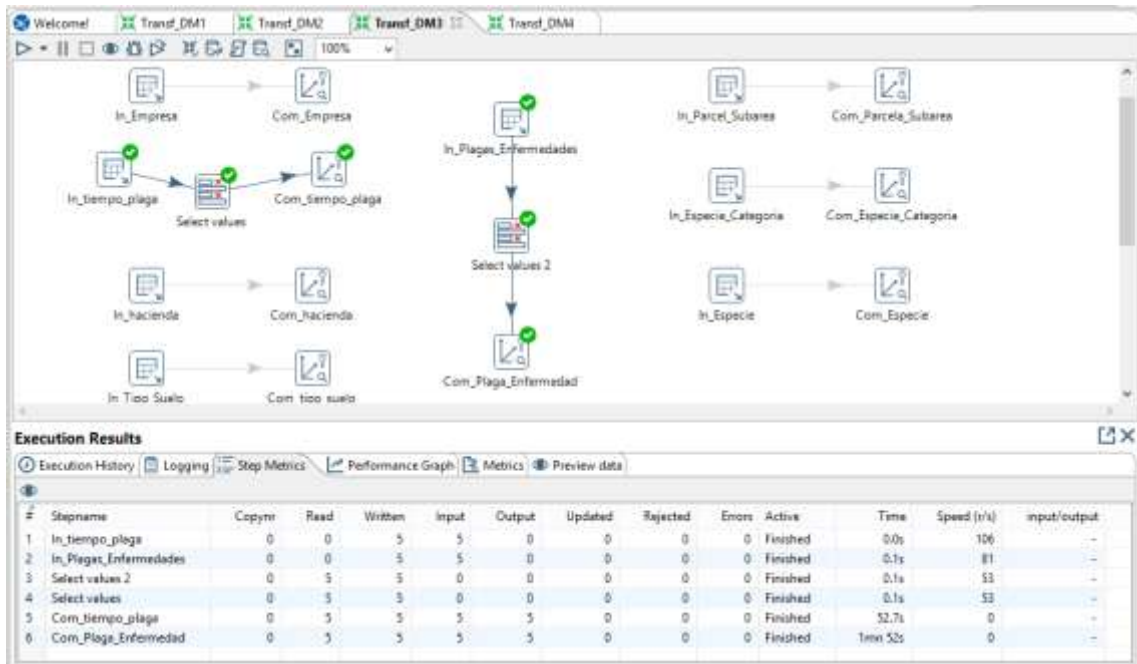 Welcome! Transf_DM1 Transf_DM2 Transf_DM3 Transf_DM4
100%
In_Empresa Com_Empresa In_Plagas_Enfermedades In_Parcel_Subarea Com_Parcela_Subarea
In_tiempo_plaga Select values Com_tiempo_plaga
In_Especie_Categoria Com_Especie_Categoria
Select values 2
In_hacienda Com_hacienda In_Especie Com_Especie
Com_Plaga_Enfermedad
In Tipo Suelo Com tipo suelo
Execution Results
Execution History Logging Step Metrics Performance Graph Metrics Preview data
# Stepname Copynr Read Written Input Output Updated Rejected Errors Active Time Speed (r/s) input/output
1 In_tiempo_plaga 0 0 5 5 0 0 0 0 Finished 0.0s 106 -
2 In_Plagas_Enfermedades 0 0 5 5 0 0 0 0 Finished 0.1s 81 -
3 Select values 2 0 5 5 0 0 0 0 0 Finished 0.1s 53 -
4 Select values 0 5 5 0 0 0 0 0 Finished 0.1s 53 -
5 Com_tiempo_plaga 0 5 5 5 5 0 0 0 Finished 52.7s 0 -
6 Com_Plaga_Enfermedad 0 5 5 5 5 0 0 0 Finished 1mn 52s 0 -